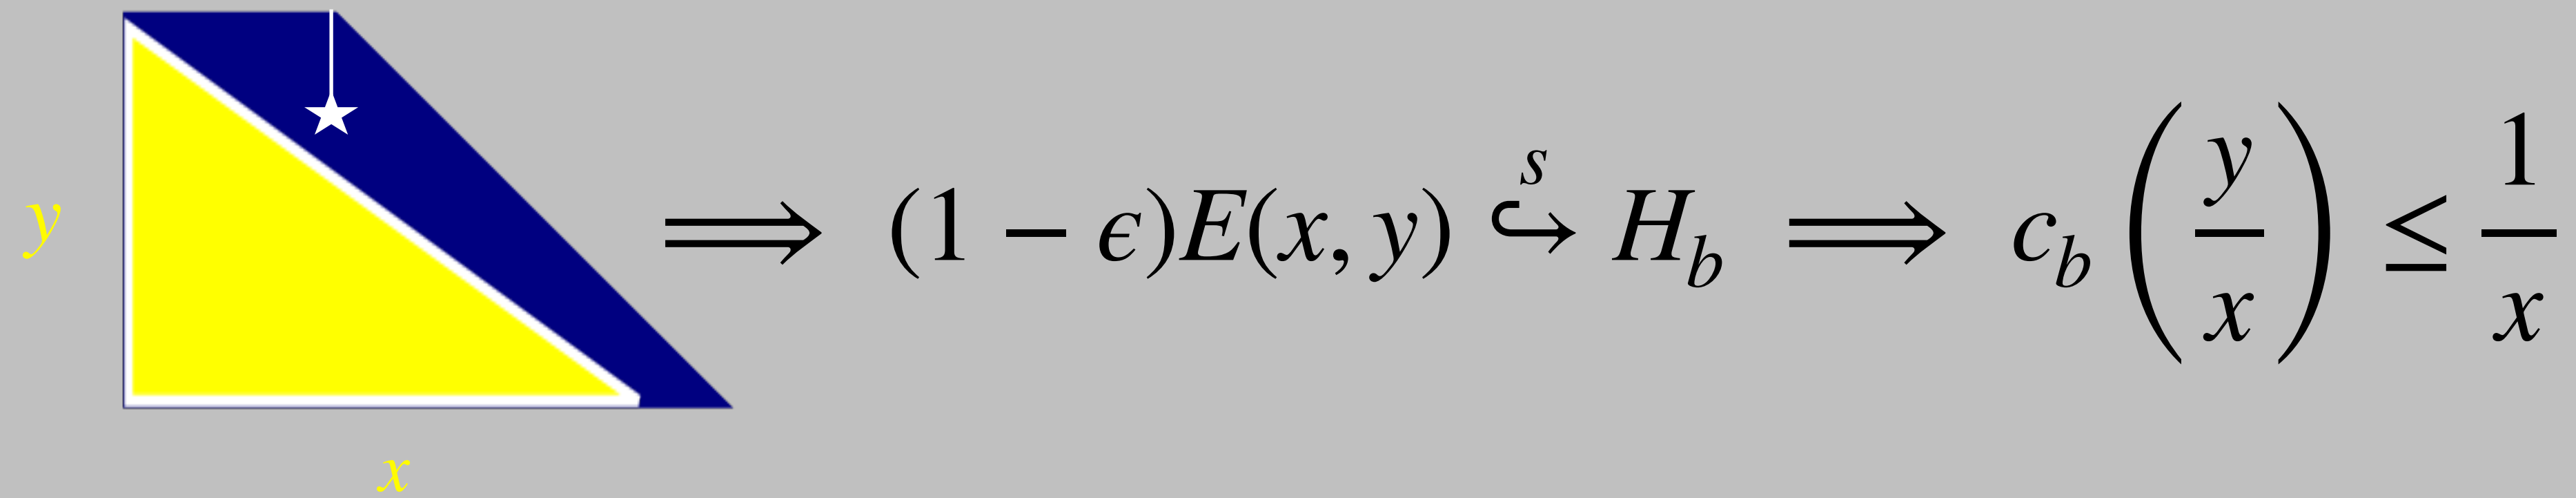 y
x
⟹ (1 − ϵ)E(x, y) ↪^s H_b ⟹ c_b (y/x) ≤ 1/x